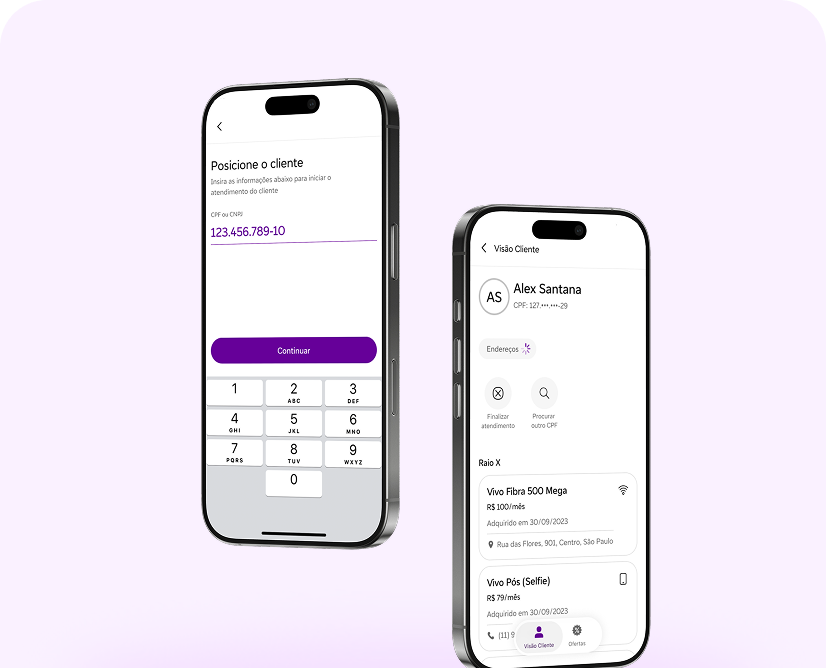 Posicione o cliente
Insira as informações abaixo para iniciar o
atendimento do cliente
CPF ou CNPJ
123.456.789-10
Continuar
1 2 3
ABC DEF
4 5 6
GHI JKL MNO
7 8 9
PQRS TUV WXYZ
0
Visão Cliente
AS
Alex Santana
CPF: 127.•••.•••-29
Endereços
Finalizar
atendimento
Procurar
outro CPF
Raio X
Vivo Fibra 500 Mega
R$ 100/mês
Adquirido em 30/09/2023
Rua das Flores, 901, Centro, São Paulo
Vivo Pós (Selfie)
R$ 79/mês
Adquirido em 30/09/2023
(11) 9
Visão Cliente
Ofertas